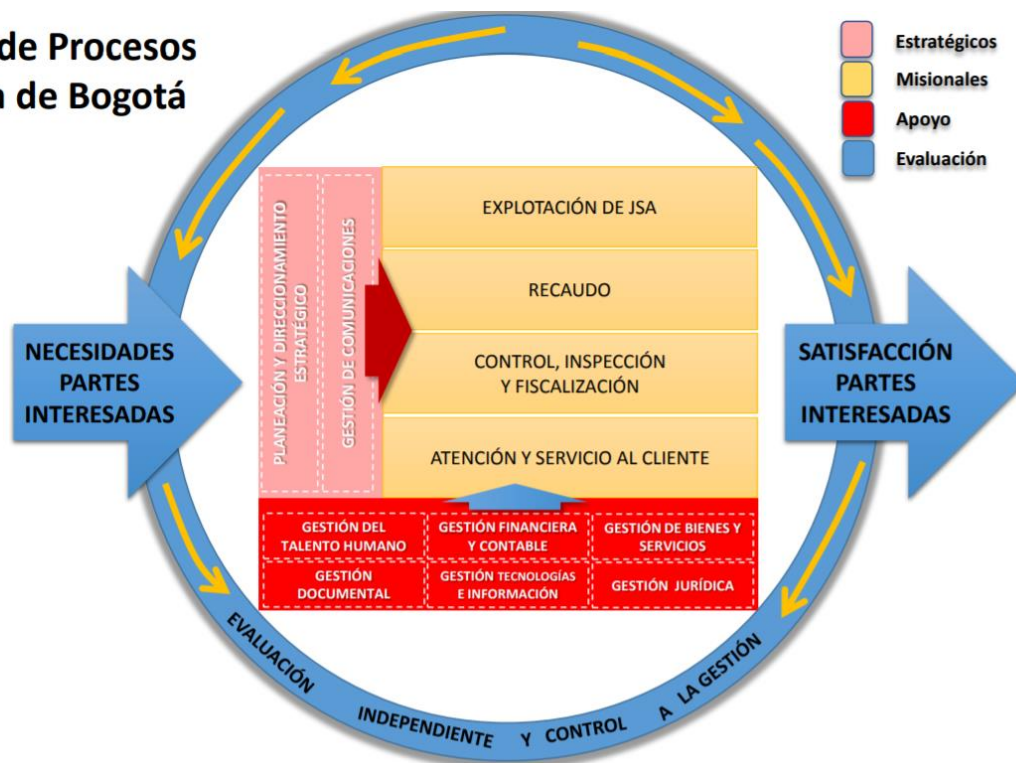 de Procesos
de Bogotá
Estratégicos
Misionales
Apoyo
Evaluación
NECESIDADES
PARTES
INTERESADAS
PLANEACIÓN Y DIRECCIONAMIENTO
ESTRATÉGICO
GESTIÓN DE COMUNICACIONES
EXPLOTACIÓN DE JSA
RECAUDO
CONTROL, INSPECCIÓN
Y FISCALIZACIÓN
ATENCIÓN Y SERVICIO AL CLIENTE
SATISFACCIÓN
PARTES
INTERESADAS
GESTIÓN DEL
TALENTO HUMANO
GESTIÓN FINANCIERA
Y CONTABLE
GESTIÓN DE BIENES Y
SERVICIOS
GESTIÓN
DOCUMENTAL
GESTIÓN TECNOLOGÍAS
E INFORMACIÓN
GESTIÓN JURÍDICA
EVALUACIÓN INDEPENDIENTE Y CONTROL A LA GESTIÓN